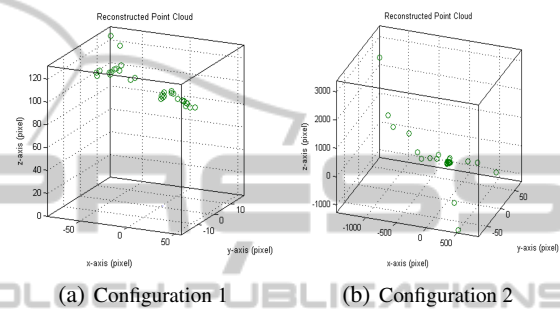 Reconstructed Point Cloud
z-axis (pixel)
120
100
80
60
40
20
0
-50
0
50
-10
0
10
x-axis (pixel)
y-axis (pixel)
(a) Configuration 1
Reconstructed Point Cloud
z-axis (pixel)
3000
2000
1000
0
-1000
-1000
-500
0
500
-50
0
50
x-axis (pixel)
y-axis (pixel)
(b) Configuration 2
PUBLICATIONS